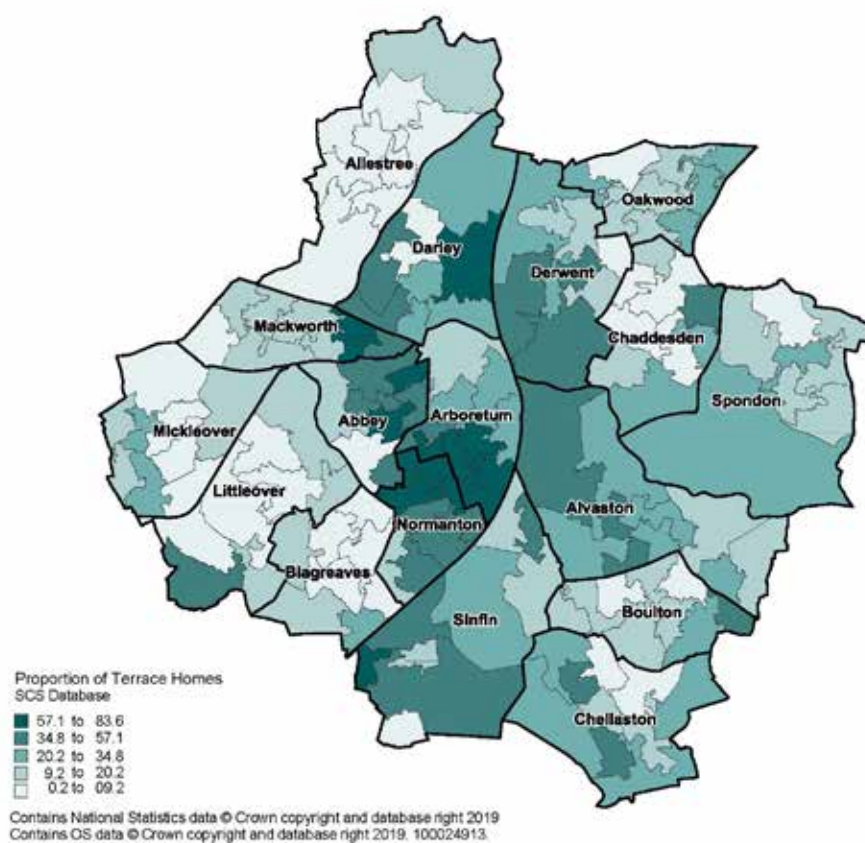 Allestree
Oakwood
Darley
Derwent
Mackworth
Chaddesden
Spondon
Mickleover
Abbey
Arboretum
Littleover
Normanton
Alvaston
Blagreaves
Sinfin
Boulton
Chellaston
Proportion of Terrace Homes
SCS Database
57.1 to 83.6
34.8 to 57.1
20.2 to 34.8
9.2 to 20.2
0.2 to 09.2
Contains National Statistics data © Crown copyright and database right 2019
Contains OS data © Crown copyright and database right 2019. 100024913.